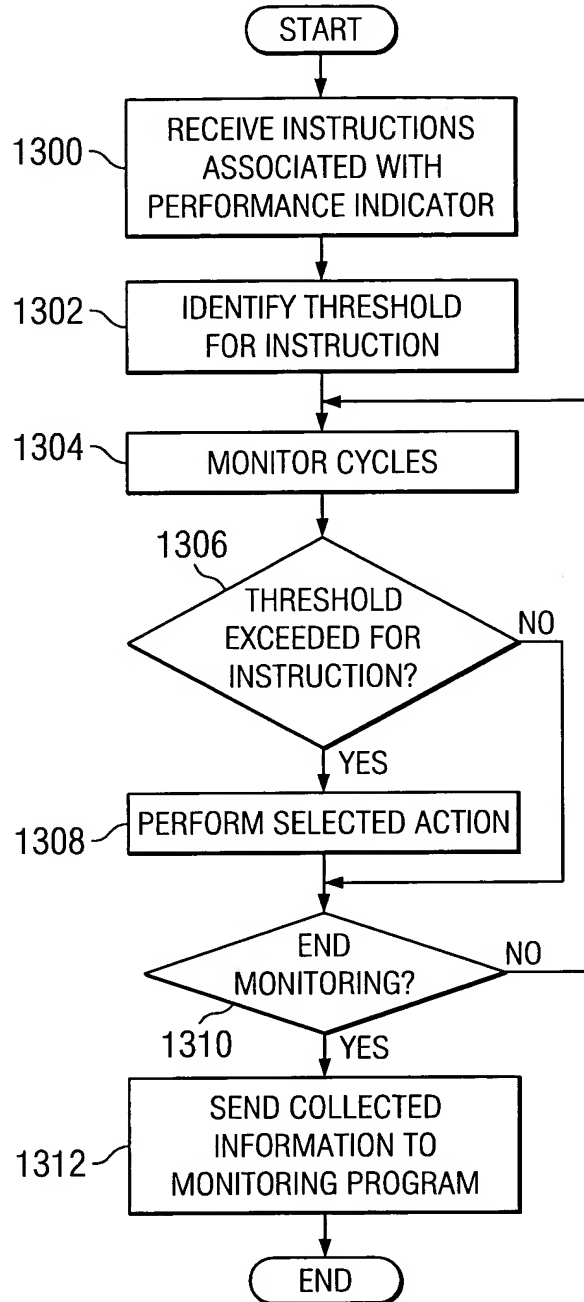 START
1300
RECEIVE INSTRUCTIONS
ASSOCIATED WITH
PERFORMANCE INDICATOR
1302
IDENTIFY THRESHOLD
FOR INSTRUCTION
1304
MONITOR CYCLES
1306
THRESHOLD
EXCEEDED FOR
INSTRUCTION?
NO
YES
1308
PERFORM SELECTED ACTION
END
MONITORING?
NO
1310
YES
1312
SEND COLLECTED
INFORMATION TO
MONITORING PROGRAM
END